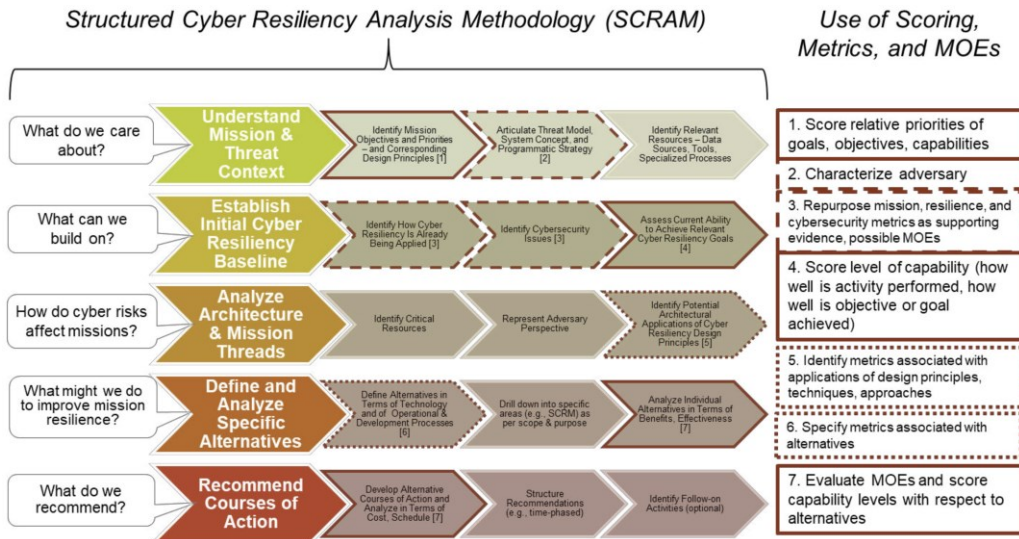 Structured Cyber Resiliency Analysis Methodology (SCRAM)
Use of Scoring,
Metrics, and MOEs
What do we care
about?
Understand
Mission &
Threat
Context
Identify Mission
Objectives and Priorities
– and Corresponding
Design Principles [1]
Articulate Threat Model,
System Concept, and
Programmatic Strategy
[2]
Identify Relevant
Resources – Data
Sources, Tools,
Specialized Processes
What can we
build on?
Establish
Initial Cyber
Resiliency
Baseline
Identify How Cyber
Resiliency Is Already
Being Applied [3]
Identify Cybersecurity
Issues [3]
Assess Current Ability
to Achieve Relevant
Cyber Resiliency Goals
[4]
How do cyber risks
affect missions?
Analyze
Architecture
& Mission
Threads
Identify Critical
Resources
Represent Adversary
Perspective
Identify Potential
Architectural
Applications of Cyber
Resiliency Design
Principles [5]
What might we do
to improve mission
resilience?
Define and
Analyze
Specific
Alternatives
Define Alternatives in
Terms of Technology
and of Operational &
Development Processes
[6]
Drill down into specific
areas (e.g., SCRM) as
per scope & purpose
Analyze Individual
Alternatives in Terms of
Benefits, Effectiveness
[7]
What do we
recommend?
Recommend
Courses of
Action
Develop Alternative
Courses of Action and
Analyze in Terms of
Cost, Schedule [7]
Structure
Recommendations
(e.g., time-phased)
Identify Follow-on
Activities (optional)
1. Score relative priorities of
goals, objectives, capabilities
2. Characterize adversary
3. Repurpose mission, resilience, and
cybersecurity metrics as supporting
evidence, possible MOEs
4. Score level of capability (how
well is activity performed, how
well is objective or goal
achieved)
5. Identify metrics associated with
applications of design principles,
techniques, approaches
6. Specify metrics associated with
alternatives
7. Evaluate MOEs and score
capability levels with respect to
alternatives